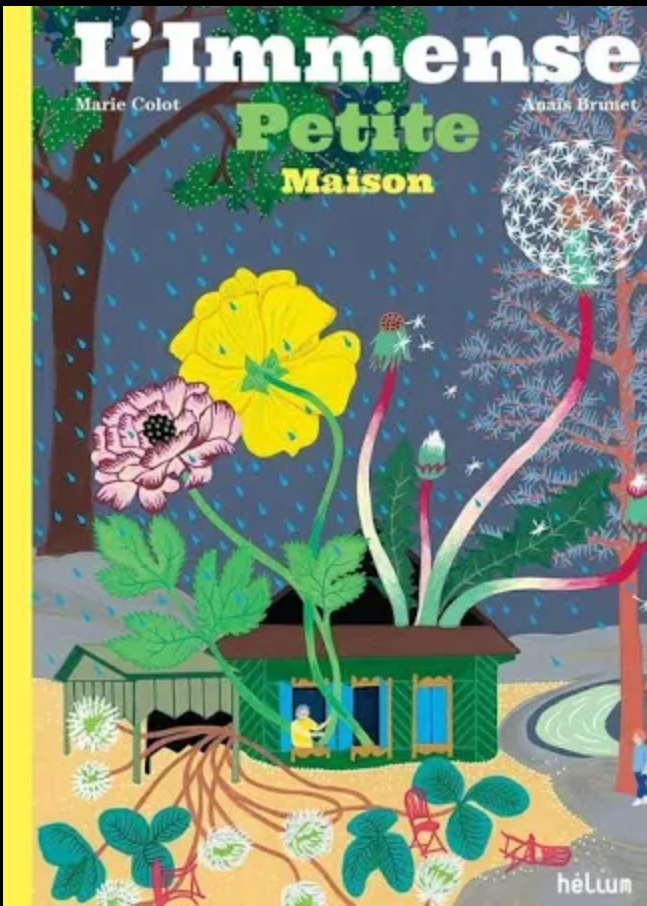 L'Immense
Marie Colot
Anaïs Brunet
Petite
Maison
hélium